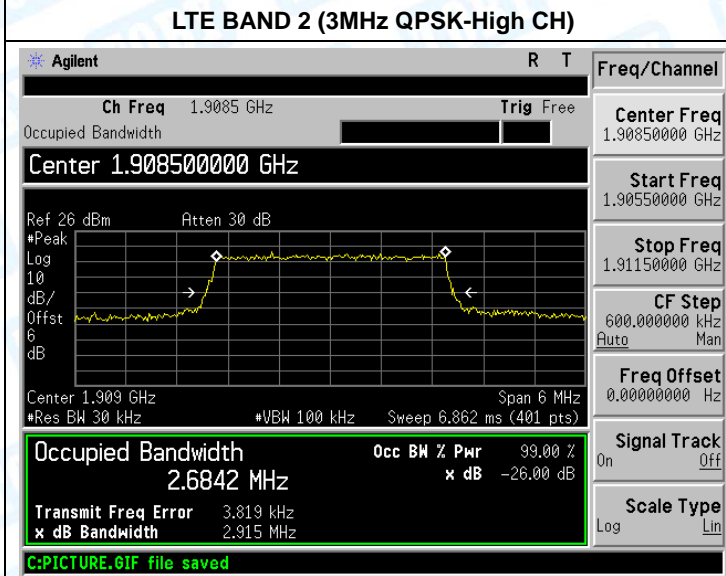 LTE BAND 2 (3MHz QPSK-High CH)
Agilent R T
Freq/Channel
Ch Freq 1.9085 GHz Trig Free
Occupied Bandwidth
Center 1.908500000 GHz
Center Freq
1.90850000 GHz
Start Freq
1.90550000 GHz
Stop Freq
1.91150000 GHz
CF Step
600.000000 kHz
Auto Man
Freq Offset
0.00000000 Hz
Signal Track
On Off
Scale Type
Log Lin
Ref 26 dBm Atten 30 dB
#Peak
Log
10
dB/
Offst
6
dB
Center 1.909 GHz Span 6 MHz
#Res BW 30 kHz #VBW 100 kHz Sweep 6.862 ms (401 pts)
Occupied Bandwidth Occ BW % Pwr 99.00 %
2.6842 MHz x dB -26.00 dB
Transmit Freq Error 3.819 kHz
x dB Bandwidth 2.915 MHz
C:PICTURE.GIF file saved